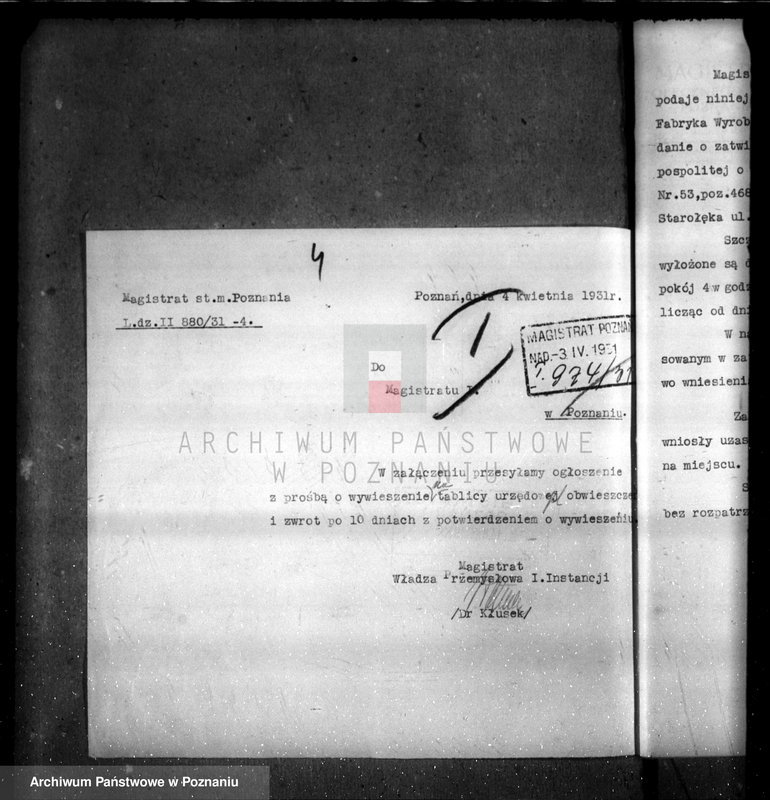 4
Magistrat st.m.Poznania
Poznań,dnia 4 kwietnia 1931r.
L.dz.II 880/31 -4.
I
MAGISTRAT POZNAN
NAD.-3 IV. 1931
Do
Magistratu I.
w Poznaniu.
ARCHIWUM PAŃSTWOWE
W POZNANIU
W załączeniu przesyłamy ogłoszenie
z prośbą o wywieszenie na tablicy urzędowej obwieszcze
i zwrot po 10 dniach z potwierdzeniem o wywieszeniu.
Magistrat
Władza Przemysłowa I.Instancji
/Dr Kłusek/
Magis
podaje niniej
Fabryka Wyrob
danie o zatwi
pospolitej o
Nr.53,poz.468
Starołęka ul.
Szcz
wyłożone są d
pokój 4 w godz
licząc od dni
W na
sowanym w za
wo wniesieni
Za
wniosły uzas
na miejscu.
S
bez rozpatrz
Archiwum Państwowe w Poznaniu